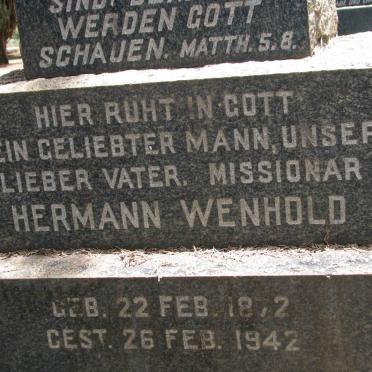 WERDEN GOTT
SCHAUEN. MATTH. 5.8.
HIER RUHT IN GOTT
EIN GELIEBTER MANN, UNSER
LIEBER VATER. MISSIONAR
HERMANN WENHOLD
GEB. 22 FEB. 1872
GEST. 26 FEB. 1942